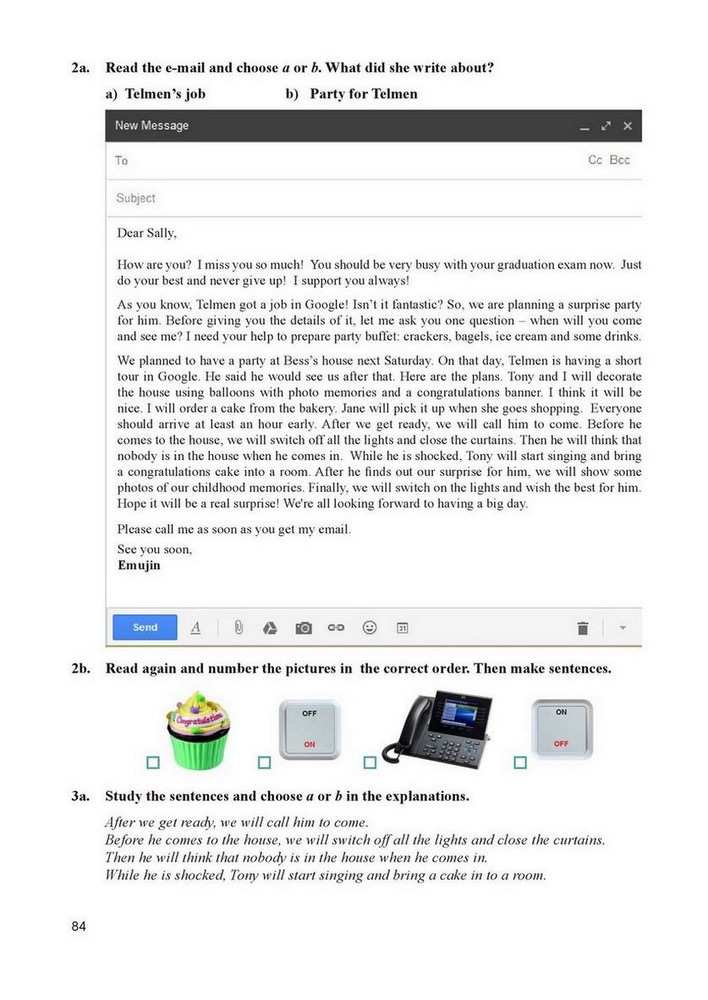 2a. Read the e-mail and choose a or b. What did she write about?
a) Telmen's job b) Party for Telmen
New Message
To Cc Bcc
Subject
Dear Sally,
How are you? I miss you so much! You should be very busy with your graduation exam now. Just
do your best and never give up! I support you always!
As you know, Telmen got a job in Google! Isn't it fantastic? So, we are planning a surprise party
for him. Before giving you the details of it, let me ask you one question – when will you come
and see me? I need your help to prepare party buffet: crackers, bagels, ice cream and some drinks.
We planned to have a party at Bess's house next Saturday. On that day, Telmen is having a short
tour in Google. He said he would see us after that. Here are the plans. Tony and I will decorate
the house using balloons with photo memories and a congratulations banner. I think it will be
nice. I will order a cake from the bakery. Jane will pick it up when she goes shopping. Everyone
should arrive at least an hour early. After we get ready, we will call him to come. Before he
comes to the house, we will switch off all the lights and close the curtains. Then he will think that
nobody is in the house when he comes in. While he is shocked, Tony will start singing and bring
a congratulations cake into a room. After he finds out our surprise for him, we will show some
photos of our childhood memories. Finally, we will switch on the lights and wish the best for him.
Hope it will be a real surprise! We're all looking forward to having a big day.
Please call me as soon as you get my email.
See you soon,
Emujin
Send A 31
2b. Read again and number the pictures in the correct order. Then make sentences.
Congratulations
OFF
ON
ON
OFF
3a. Study the sentences and choose a or b in the explanations.
After we get ready, we will call him to come.
Before he comes to the house, we will switch off all the lights and close the curtains.
Then he will think that nobody is in the house when he comes in.
While he is shocked, Tony will start singing and bring a cake in to a room.
84